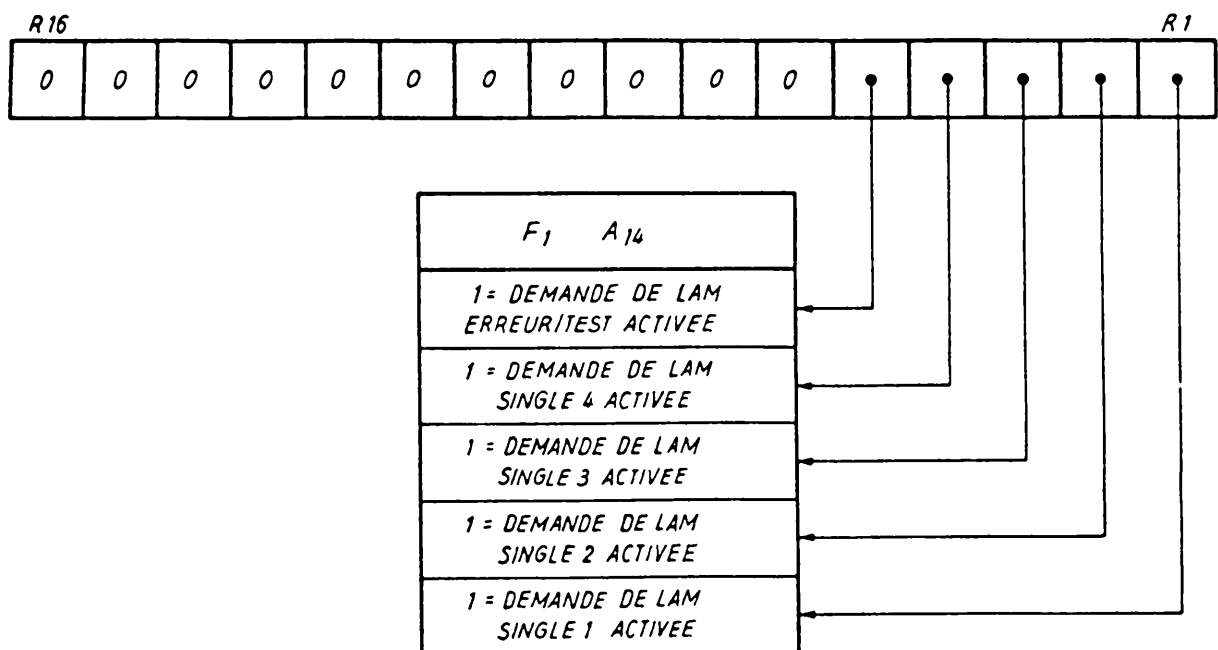 R16 R1
0 0 0 0 0 0 0 0 0 0 0
F1 A14
1 = DEMANDE DE LAM
ERREUR/TEST ACTIVEE
1 = DEMANDE DE LAM
SINGLE 4 ACTIVEE
1 = DEMANDE DE LAM
SINGLE 3 ACTIVEE
1 = DEMANDE DE LAM
SINGLE 2 ACTIVEE
1 = DEMANDE DE LAM
SINGLE 1 ACTIVEE